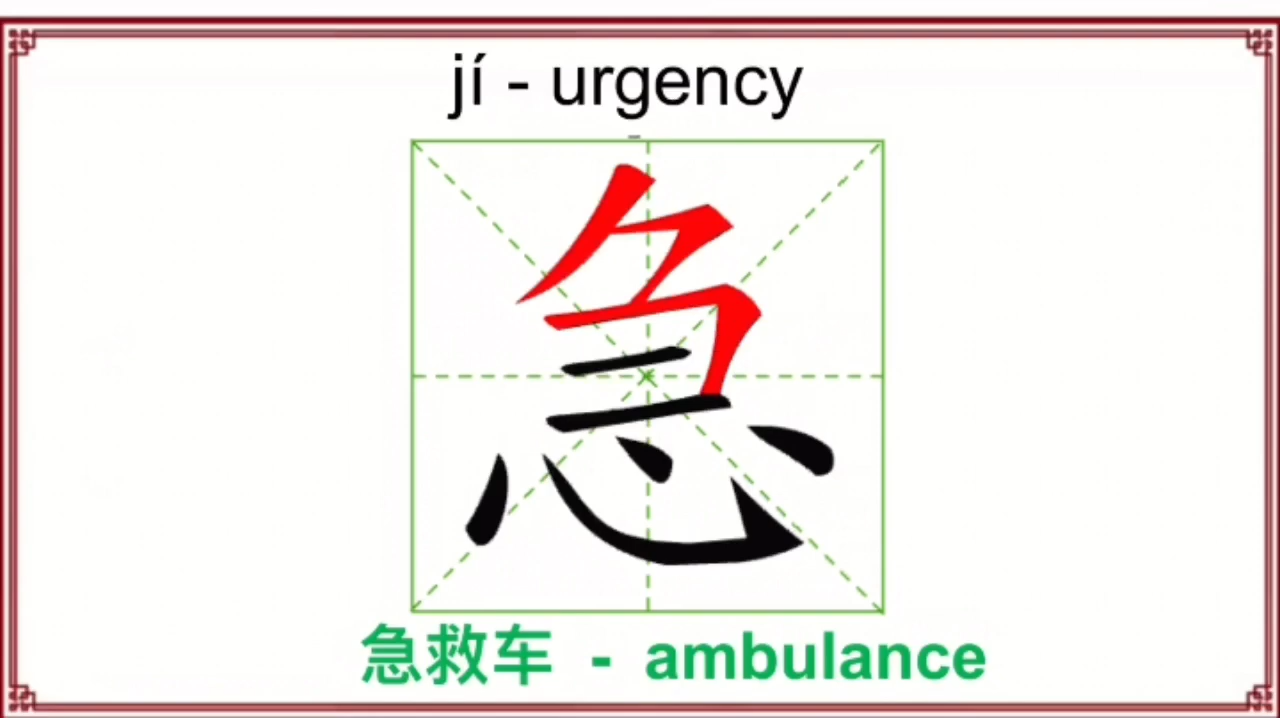 jí - urgency
急
急救车 - ambulance